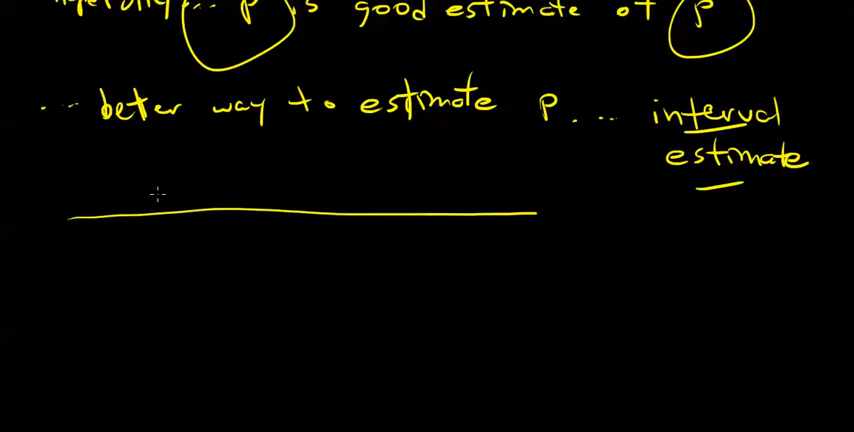 ... p is good estimate of p
... beter way to estimate p ... interval
estimate